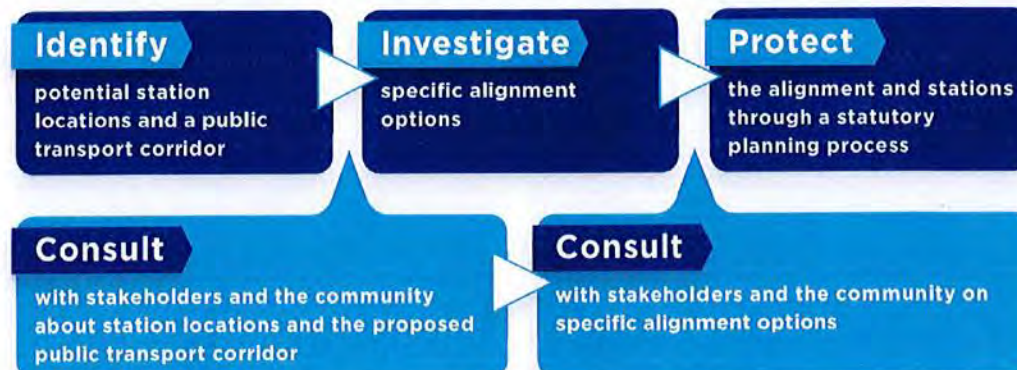 Identify
potential station
locations and a public
transport corridor
Investigate
specific alignment
options
Protect
the alignment and stations
through a statutory
planning process
Consult
with stakeholders and the community
about station locations and the proposed
public transport corridor
Consult
with stakeholders and the community on
specific alignment options